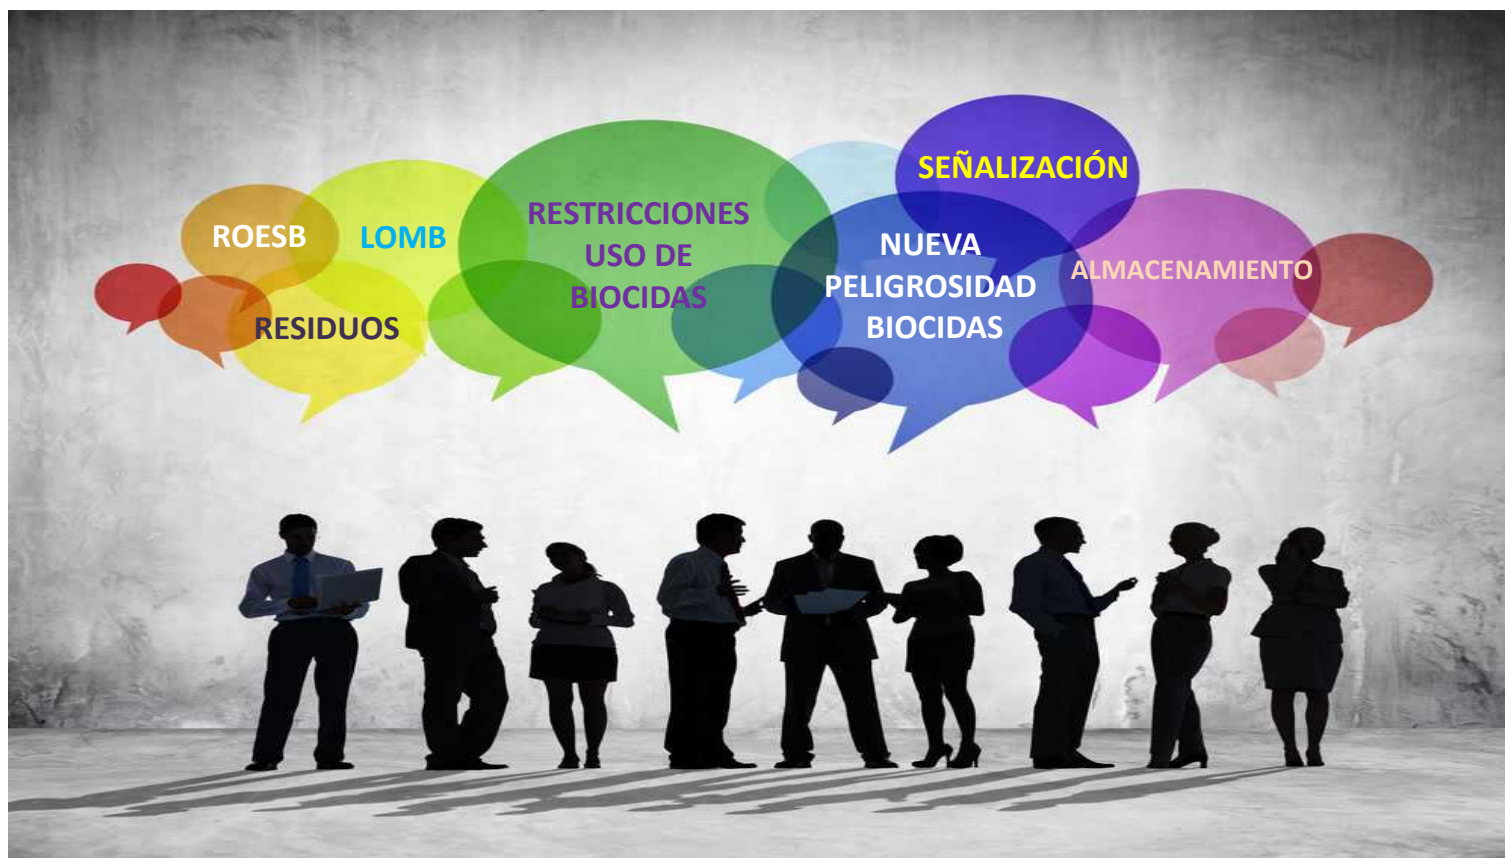 ROESB
LOMB
RESIDUOS
RESTRICCIONES
USO DE
BIOCIDAS
SEÑALIZACIÓN
NUEVA
PELIGROSIDAD
BIOCIDAS
ALMACENAMIENTO